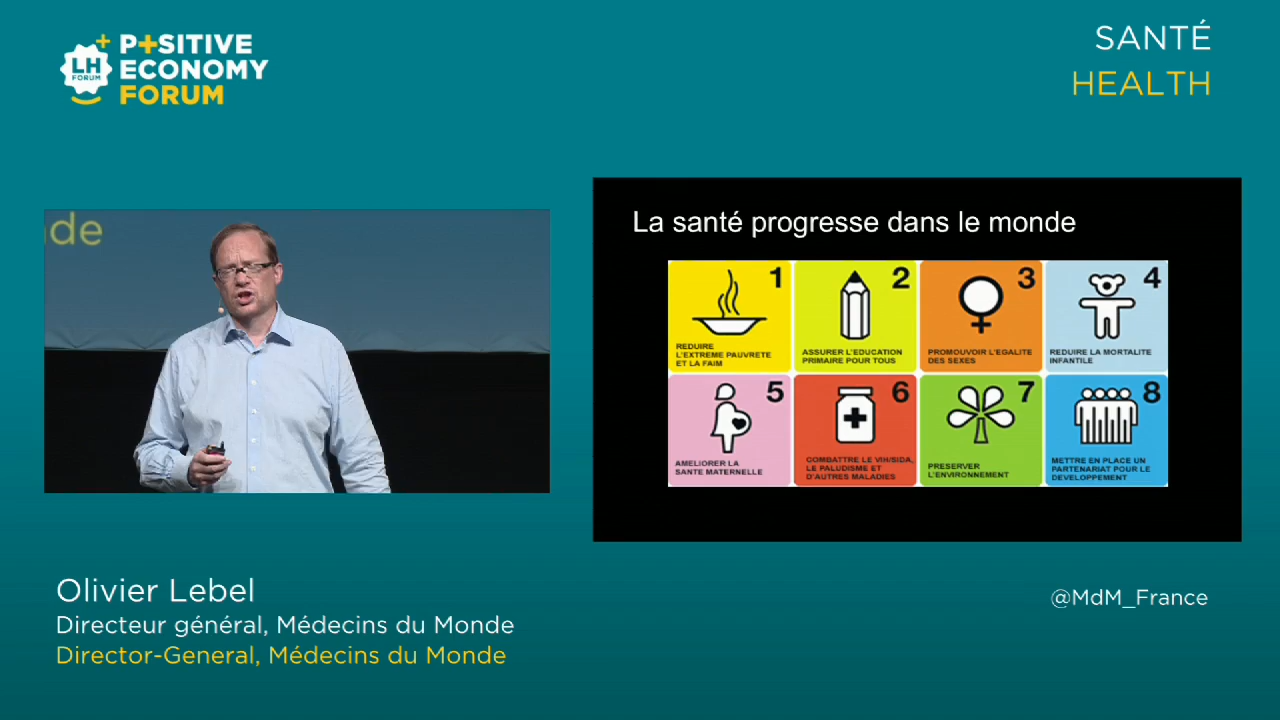 P+SITIVE
ECONOMY
FORUM
LH
FORUM
SANTÉ
HEALTH
de
La santé progresse dans le monde
1
REDUIRE
L'EXTREME PAUVRETE
ET LA FAIM
2
ASSURER L'EDUCATION
PRIMAIRE POUR TOUS
3
PROMOUVOIR L'EGALITE
DES SEXES
4
REDUIRE LA MORTALITE
INFANTILE
5
AMELIORER LA
SANTE MATERNELLE
6
COMBATTRE LE VIH/SIDA,
LE PALUDISME ET
D'AUTRES MALADIES
7
PRESERVER
L'ENVIRONNEMENT
8
METTRE EN PLACE UN
PARTENARIAT POUR LE
DEVELOPPEMENT
Olivier Lebel
Directeur général, Médecins du Monde
Director-General, Médecins du Monde
@MdM_France